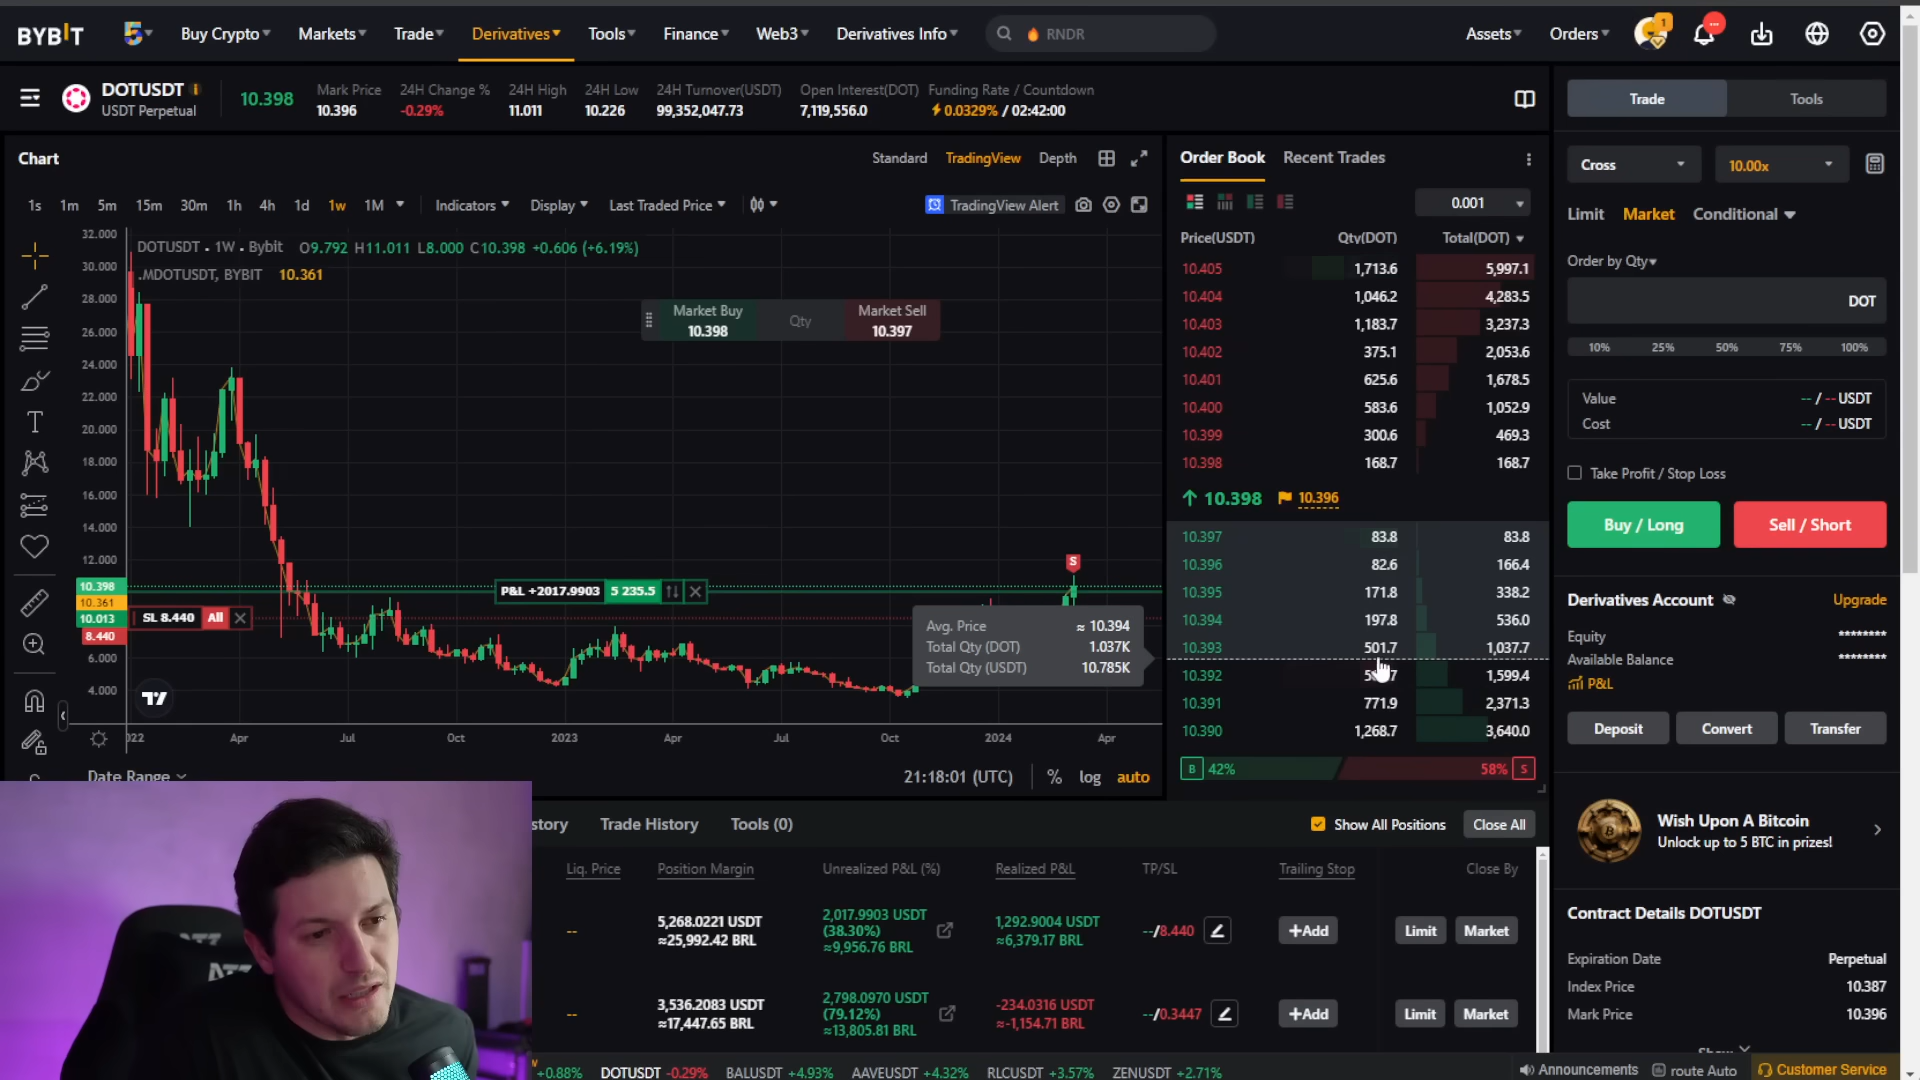 BYBIT
Buy Crypto
Markets
Trade
Derivatives
Tools
Finance
Web3
Derivatives Info
RNDR
Assets
Orders
1
DOTUSDT
USDT Perpetual
10.398
Mark Price
10.396
24H Change %
-0.29%
24H High
11.011
24H Low
10.226
24H Turnover(USDT)
99,352,047.73
Open Interest(DOT)
7,119,556.0
Funding Rate / Countdown
0.0329% / 02:42:00
Chart
Standard
TradingView
Depth
1s 1m 5m 15m 30m 1h 4h 1d 1w 1M
Indicators
Display
Last Traded Price
TradingView Alert
DOTUSDT · 1W · Bybit O9.792 H11.011 L8.000 C10.398 +0.606 (+6.19%)
.MDOTUSDT, BYBIT 10.361
32.000
30.000
28.000
26.000
24.000
22.000
20.000
18.000
16.000
14.000
12.000
10.398
10.361
10.013
8.440
6.000
4.000
Market Buy
10.398
Qty
Market Sell
10.397
S
P&L +2017.9903 5 235.5
SL 8.440 All
Avg. Price ≈ 10.394
Total Qty (DOT) 1.037K
Total Qty (USDT) 10.785K
Apr Jul Oct 2023 Apr Jul Oct 2024 Apr
Date Range
21:18:01 (UTC)
% log auto
Order Book
Recent Trades
0.001
Price(USDT) Qty(DOT) Total(DOT)
10.405 1,713.6 5,997.1
10.404 1,046.2 4,283.5
10.403 1,183.7 3,237.3
10.402 375.1 2,053.6
10.401 625.6 1,678.5
10.400 583.6 1,052.9
10.399 300.6 469.3
10.398 168.7 168.7
10.398 10.396
10.397 83.8 83.8
10.396 82.6 166.4
10.395 171.8 338.2
10.394 197.8 536.0
10.393 501.7 1,037.7
10.392 1,599.4
10.391 771.9 2,371.3
10.390 1,268.7 3,640.0
B 42% 58% S
Trade
Tools
Cross
10.00x
Limit
Market
Conditional
Order by Qty
DOT
10% 25% 50% 75% 100%
Value -- / -- USDT
Cost -- / -- USDT
Take Profit / Stop Loss
Buy / Long
Sell / Short
Derivatives Account
Upgrade
Equity ********
Available Balance ********
P&L
Deposit
Convert
Transfer
Wish Upon A Bitcoin
Unlock up to 5 BTC in prizes!
Contract Details DOTUSDT
Expiration Date Perpetual
Index Price 10.387
Mark Price 10.396
Trade History
Tools (0)
Show All Positions
Close All
Liq. Price
Position Margin
Unrealized P&L (%)
Realized P&L
TP/SL
Trailing Stop
Close By
--
5,268.0221 USDT
≈25,992.42 BRL
2,017.9903 USDT
(38.30%)
≈9,956.76 BRL
1,292.9004 USDT
≈6,379.17 BRL
--/8.440
+Add
Limit
Market
--
3,536.2083 USDT
≈17,447.65 BRL
2,798.0970 USDT
(79.12%)
≈13,805.81 BRL
-234.0316 USDT
≈-1,154.71 BRL
--/0.3447
+Add
Limit
Market
+0.88% DOTUSDT -0.29% BALUSDT +4.93% AAVEUSDT +4.32% RLCUSDT +3.57% ZENUSDT +2.71%
Announcements
route Auto
Customer Service